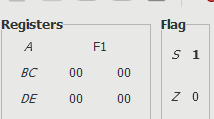 Registers Flag
A F1
S 1
BC 00 00
DE 00 00
Z 0